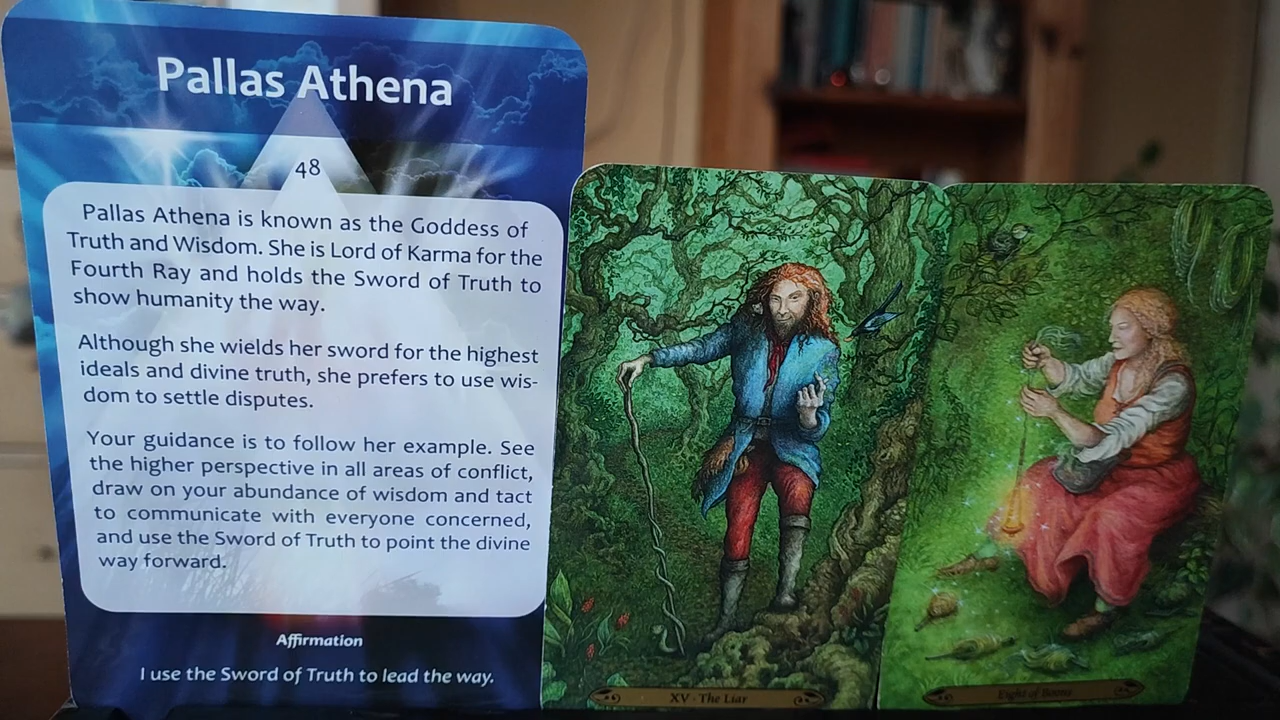 Pallas Athena
48
Pallas Athena is known as the Goddess of
Truth and Wisdom. She is Lord of Karma for the
Fourth Ray and holds the Sword of Truth to
show humanity the way.
Although she wields her sword for the highest
ideals and divine truth, she prefers to use wis-
dom to settle disputes.
Your guidance is to follow her example. See
the higher perspective in all areas of conflict,
draw on your abundance of wisdom and tact
to communicate with everyone concerned,
and use the Sword of Truth to point the divine
way forward.
Affirmation
I use the Sword of Truth to lead the way.
XV - The Liar
Eight of Boons